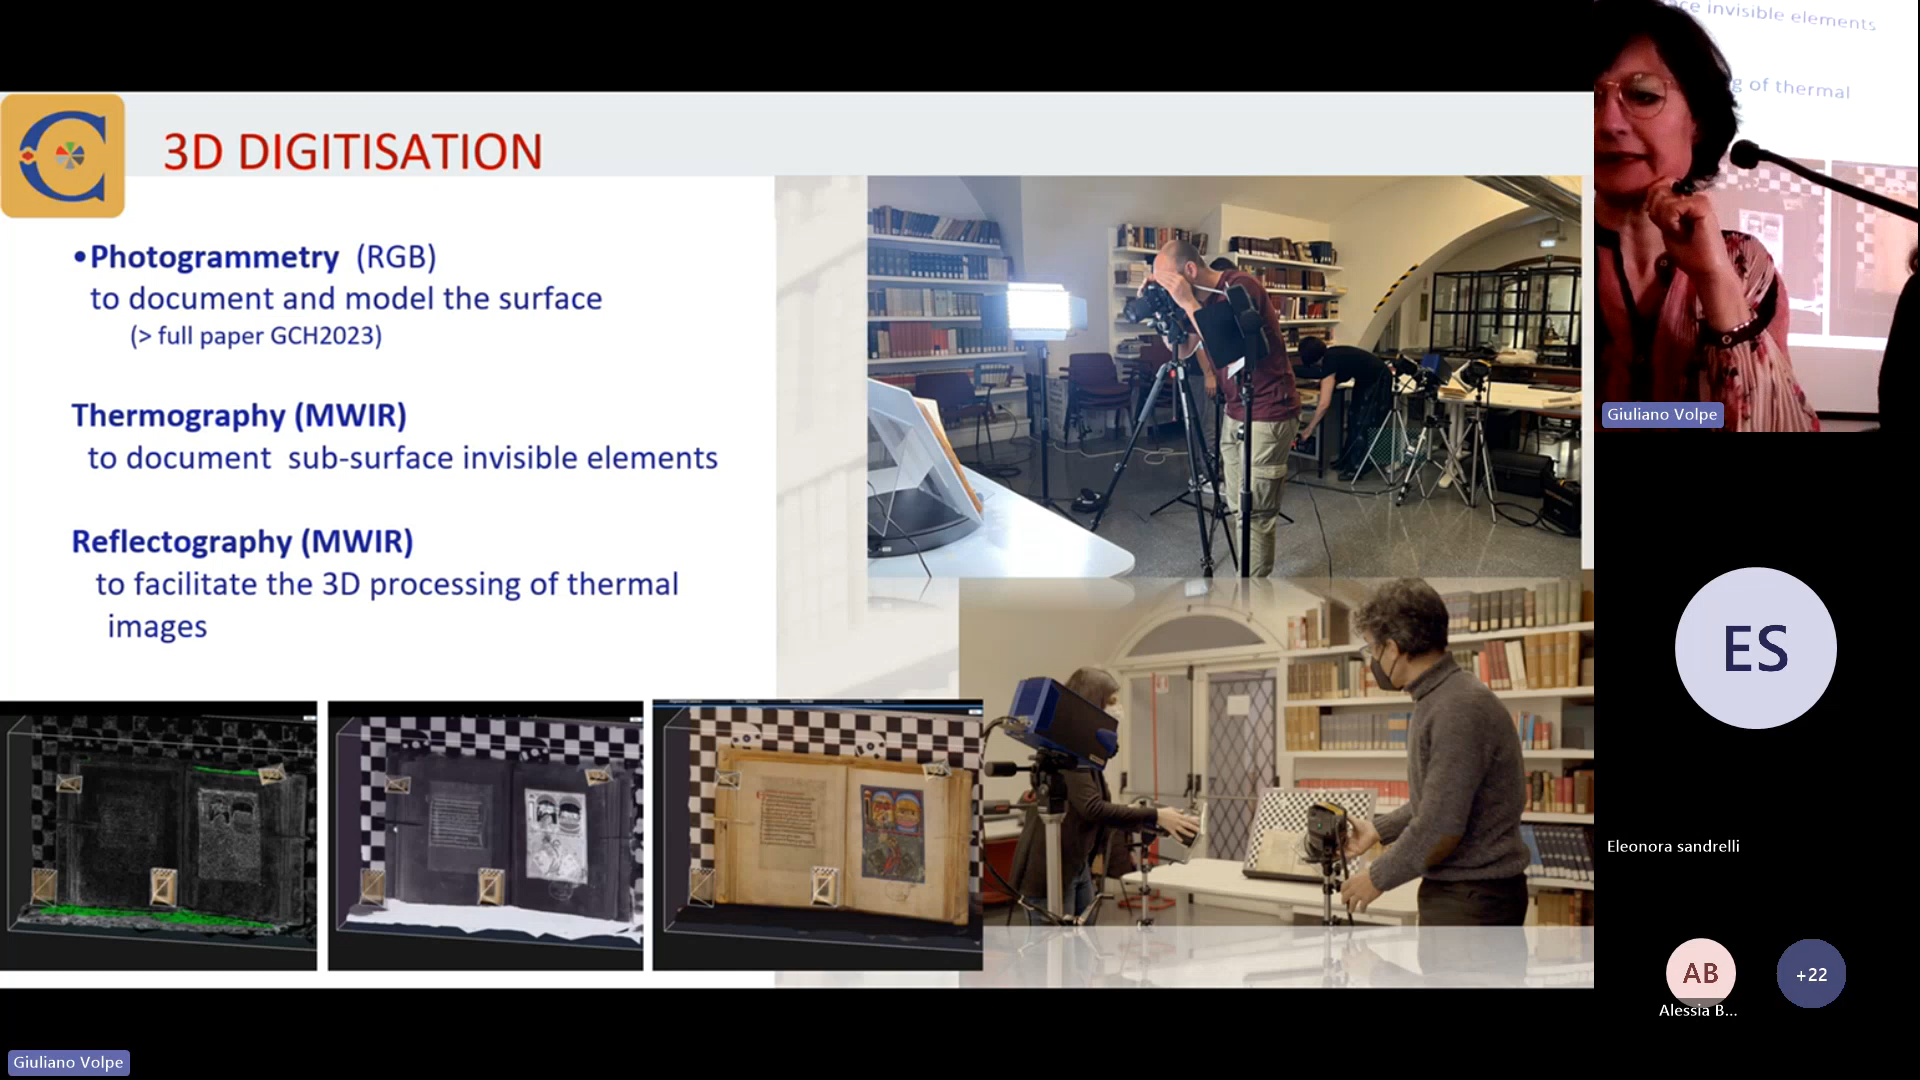 3D DIGITISATION
•Photogrammetry (RGB)
to document and model the surface
(> full paper GCH2023)
Thermography (MWIR)
to document sub-surface invisible elements
Reflectography (MWIR)
to facilitate the 3D processing of thermal
images
invisible elements
of thermal
Giuliano Volpe
ES
Eleonora sandrelli
AB
Alessia B...
+22
Giuliano Volpe